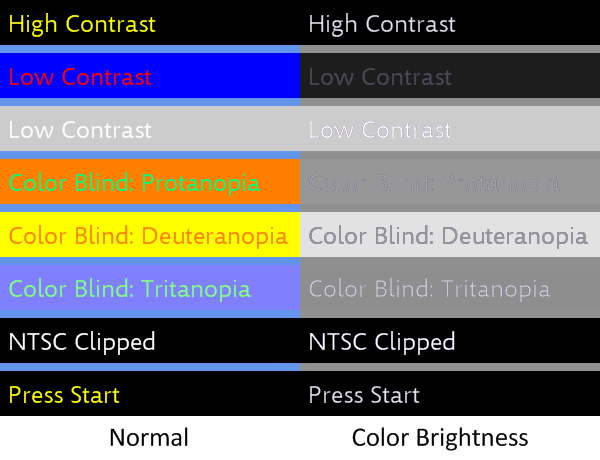 High Contrast High Contrast
Low Contrast Low Contrast
Low Contrast Low Contrast
Color Blind: Protanopia Color Blind: Protanopia
Color Blind: Deuteranopia Color Blind: Deuteranopia
Color Blind: Tritanopia Color Blind: Tritanopia
NTSC Clipped NTSC Clipped
Press Start Press Start
Normal Color Brightness